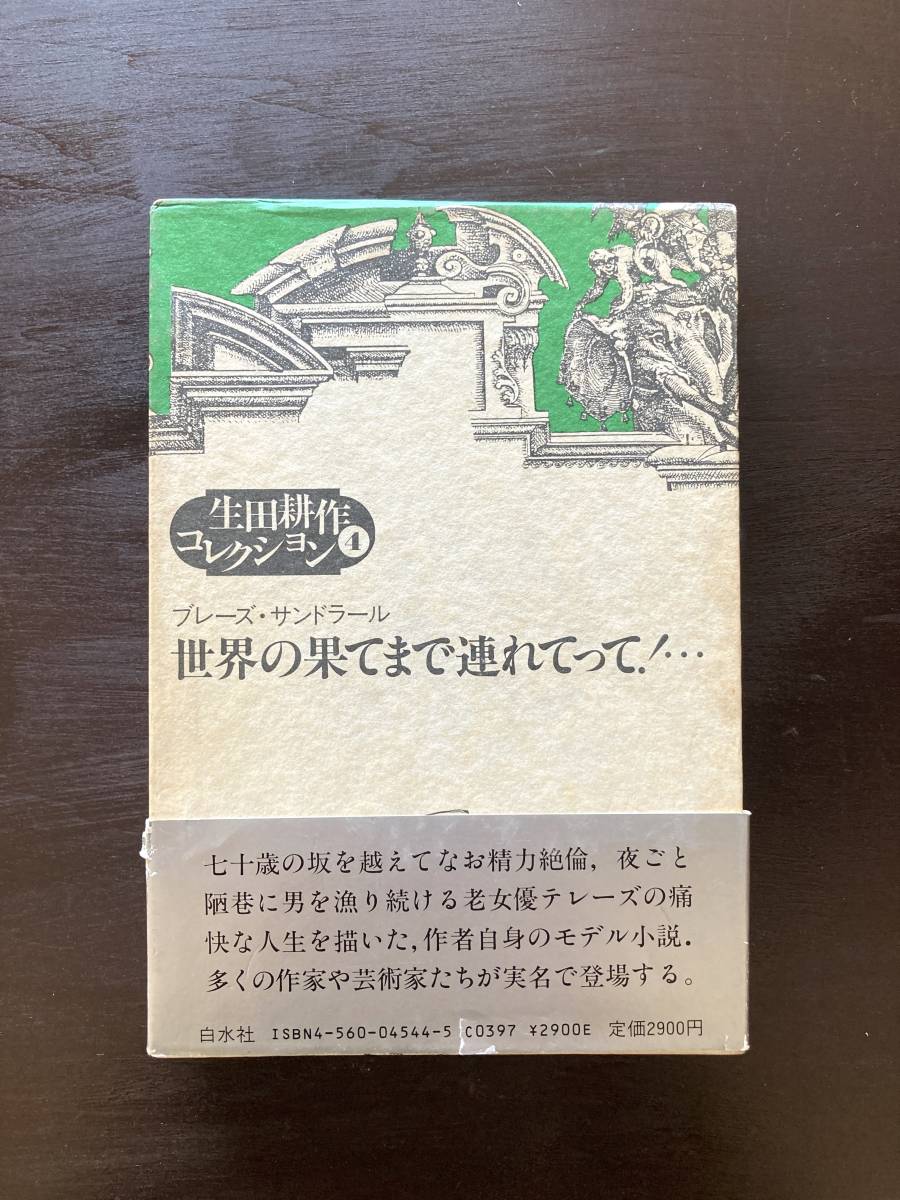 生田耕作
コレクション4
ブレーズ・サンドラール
世界の果てまで連れてって!…
七十歳の坂を越えてなお精力絶倫，夜ごと
陋巷に男を漁り続ける老女優テレーズの痛
快な人生を描いた，作者自身のモデル小説．
多くの作家や芸術家たちが実名で登場する。
白水社 ISBN4-560-04544-5 C0397 ¥2900E 定価2900円